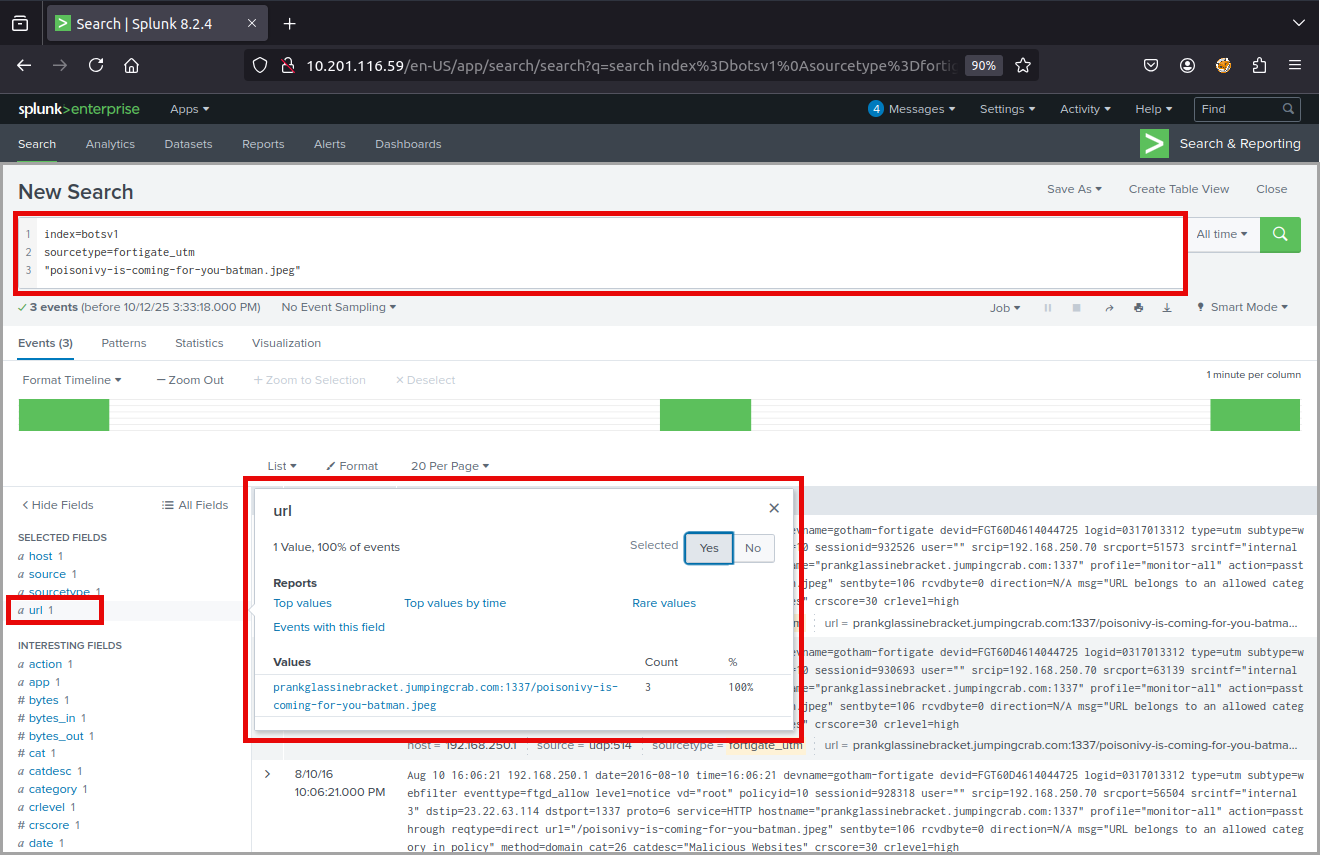 Search | Splunk 8.2.4
10.201.116.59/en-US/app/search/search?q=search index%3Dbotsv1%0Asourcetype%3Dfortig
90%
splunk>enterprise
Apps
4 Messages
Settings
Activity
Help
Find
Search
Analytics
Datasets
Reports
Alerts
Dashboards
Search & Reporting
New Search
Save As
Create Table View
Close
1 index=botsv1
2 sourcetype=fortigate_utm
3 "poisonivy-is-coming-for-you-batman.jpeg"
All time
3 events (before 10/12/25 3:33:18.000 PM)
No Event Sampling
Job
Smart Mode
Events (3)
Patterns
Statistics
Visualization
Format Timeline
— Zoom Out
+ Zoom to Selection
× Deselect
1 minute per column
List
Format
20 Per Page
Hide Fields
All Fields
SELECTED FIELDS
a host 1
a source 1
a sourcetype 1
a url 1
INTERESTING FIELDS
a action 1
a app 1
# bytes 1
# bytes_in 1
# bytes_out 1
# cat 1
a catdesc 1
a category 1
a crlevel 1
# crscore 1
a date 1
url
1 Value, 100% of events
Selected
Yes
No
Reports
Top values
Top values by time
Rare values
Events with this field
Values
Count
%
prankglassinebracket.jumpingcrab.com:1337/poisonivy-is-
coming-for-you-batman.jpeg
3
100%
vname=gotham-fortigate devid=FGT60D4614044725 logid=0317013312 type=utm subtype=w
10 sessionid=932526 user="" srcip=192.168.250.70 srcport=51573 srcintf="internal
me="prankglassinebracket.jumpingcrab.com:1337" profile="monitor-all" action=passt
.jpeg" sentbyte=106 rcvdbyte=0 direction=N/A msg="URL belongs to an allowed categ
s" crscore=30 crlevel=high
url = prankglassinebracket.jumpingcrab.com:1337/poisonivy-is-coming-for-you-batma...
vname=gotham-fortigate devid=FGT60D4614044725 logid=0317013312 type=utm subtype=w
10 sessionid=930693 user="" srcip=192.168.250.70 srcport=63139 srcintf="internal
me="prankglassinebracket.jumpingcrab.com:1337" profile="monitor-all" action=passt
.jpeg" sentbyte=106 rcvdbyte=0 direction=N/A msg="URL belongs to an allowed categ
s" crscore=30 crlevel=high
host = 192.168.250.1
source = udp:514
sourcetype = fortigate_utm
url = prankglassinebracket.jumpingcrab.com:1337/poisonivy-is-coming-for-you-batma...
8/10/16
10:06:21.000 PM
Aug 10 16:06:21 192.168.250.1 date=2016-08-10 time=16:06:21 devname=gotham-fortigate devid=FGT60D4614044725 logid=0317013312 type=utm subtype=w
ebfilter eventtype=ftgd_allow level=notice vd="root" policyid=10 sessionid=928318 user="" srcip=192.168.250.70 srcport=56504 srcintf="internal
3" dstip=23.22.63.114 dstport=1337 proto=6 service=HTTP hostname="prankglassinebracket.jumpingcrab.com:1337" profile="monitor-all" action=passt
hrough reqtype=direct url="/poisonivy-is-coming-for-you-batman.jpeg" sentbyte=106 rcvdbyte=0 direction=N/A msg="URL belongs to an allowed categ
ory in policy" method=domain cat=26 catdesc="Malicious Websites" crscore=30 crlevel=high